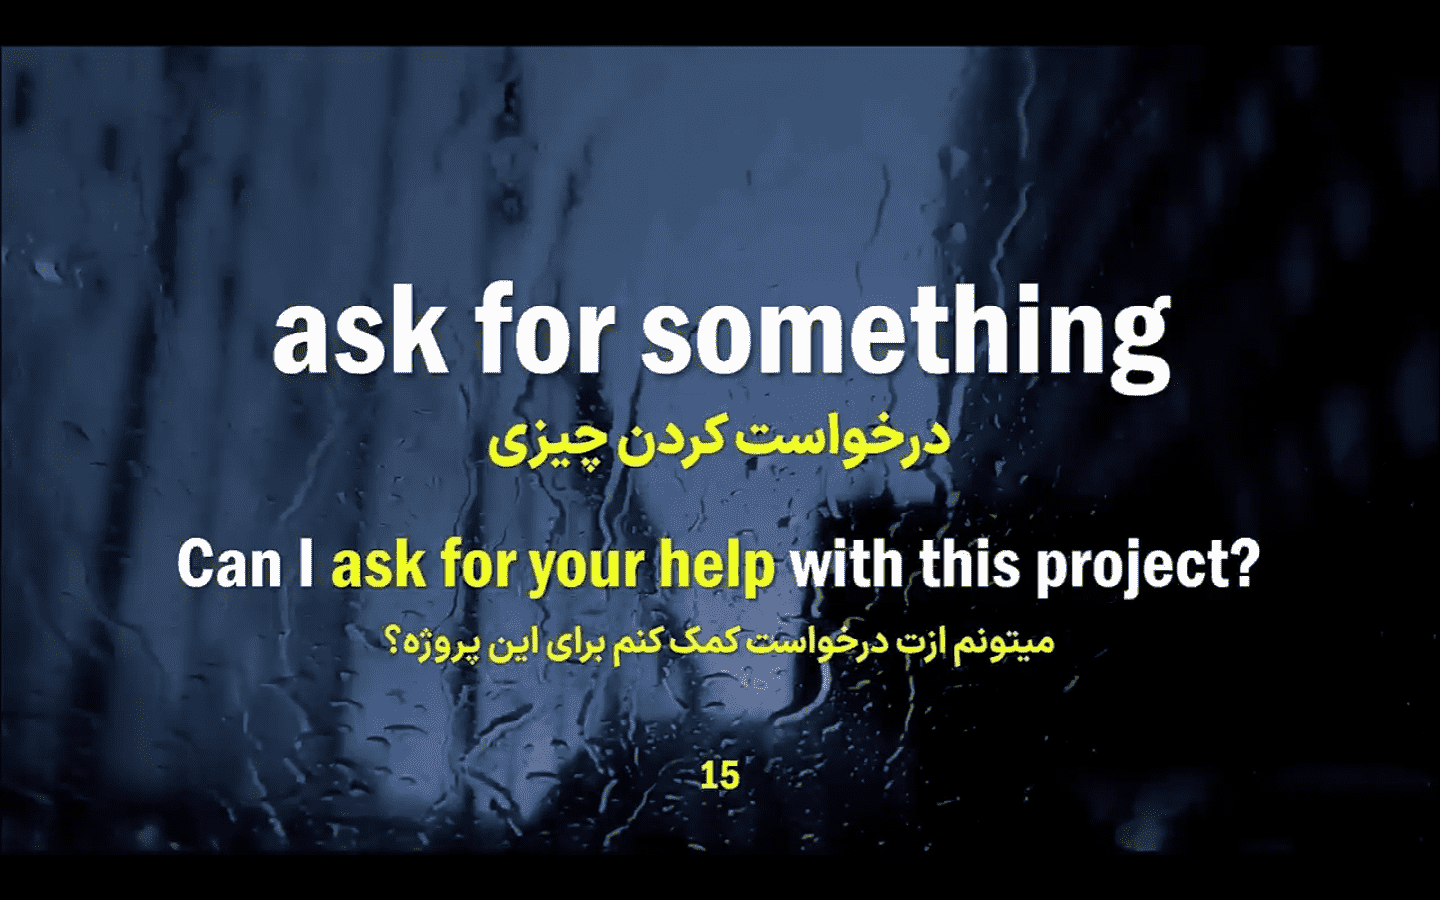 ask for something
درخواست کردن چیزی
Can I ask for your help with this project?
میتونم ازت درخواست کمک کنم برای این پروژه؟
15